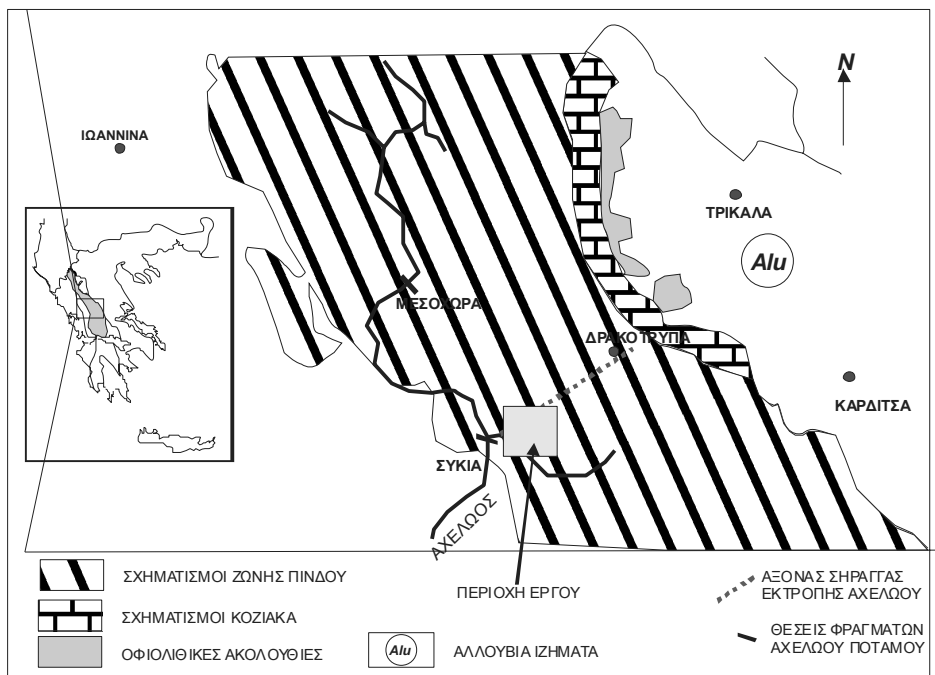 N
ΙΩΑΝΝΙΝΑ
ΤΡΙΚΑΛΑ
Alu
ΜΕΣΟΧΩΡΑ
ΔΡΑΚΟΤΡΥΠΑ
ΚΑΡΔΙΤΣΑ
ΣΥΚΙΑ
ΑΧΕΛΩΟΣ
ΣΧΗΜΑΤΙΣΜΟΙ ΖΩΝΗΣ ΠΙΝΔΟΥ
ΠΕΡΙΟΧΗ ΕΡΓΟΥ
ΑΞΟΝΑΣ ΣΗΡΑΓΓΑΣ
ΕΚΤΡΟΠΗΣ ΑΧΕΛΩΟΥ
ΣΧΗΜΑΤΙΣΜΟΙ ΚΟΖΙΑΚΑ
ΟΦΙΟΛΙΘΙΚΕΣ ΑΚΟΛΟΥΘΙΕΣ
Alu
ΑΛΛΟΥΒΙΑ ΙΖΗΜΑΤΑ
ΘΕΣΕΙΣ ΦΡΑΓΜΑΤΩΝ
ΑΧΕΛΩΟΥ ΠΟΤΑΜΟΥ